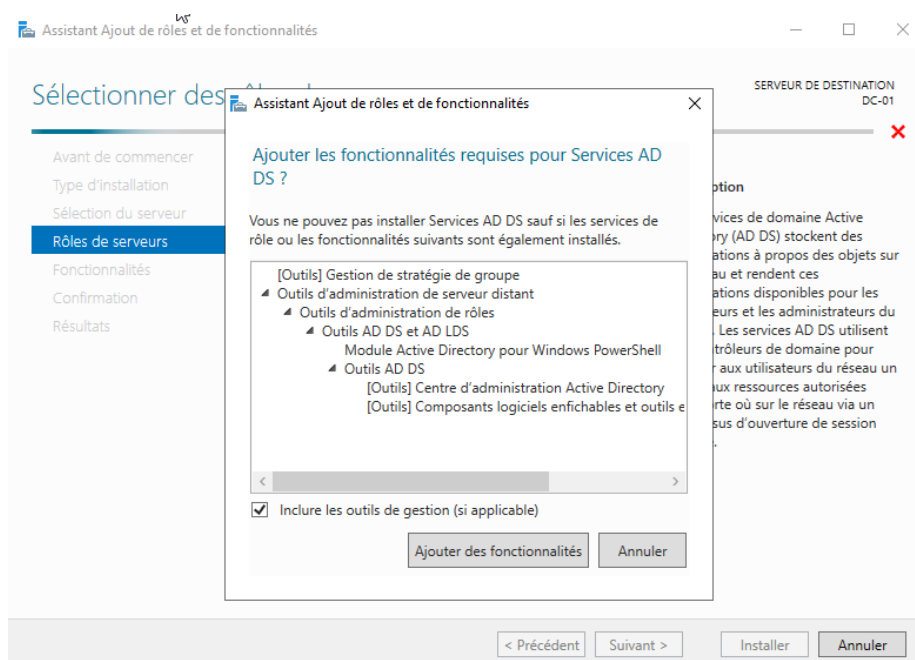 Assistant Ajout de rôles et de fonctionnalités
Sélectionner des
SERVEUR DE DESTINATION
DC-01
Avant de commencer
Type d'installation
Sélection du serveur
Rôles de serveurs
Fonctionnalités
Confirmation
Résultats
Assistant Ajout de rôles et de fonctionnalités
Ajouter les fonctionnalités requises pour Services AD
DS ?
Vous ne pouvez pas installer Services AD DS sauf si les services de
rôle ou les fonctionnalités suivants sont également installés.
[Outils] Gestion de stratégie de groupe
Outils d'administration de serveur distant
Outils d'administration de rôles
Outils AD DS et AD LDS
Module Active Directory pour Windows PowerShell
Outils AD DS
[Outils] Centre d'administration Active Directory
[Outils] Composants logiciels enfichables et outils e
Inclure les outils de gestion (si applicable)
Ajouter des fonctionnalités
Annuler
ption
vices de domaine Active
ory (AD DS) stockent des
ations à propos des objets sur
au et rendent ces
ations disponibles pour les
eurs et les administrateurs du
. Les services AD DS utilisent
trôleurs de domaine pour
r aux utilisateurs du réseau un
aux ressources autorisées
rte où sur le réseau via un
sus d'ouverture de session
< Précédent
Suivant >
Installer
Annuler